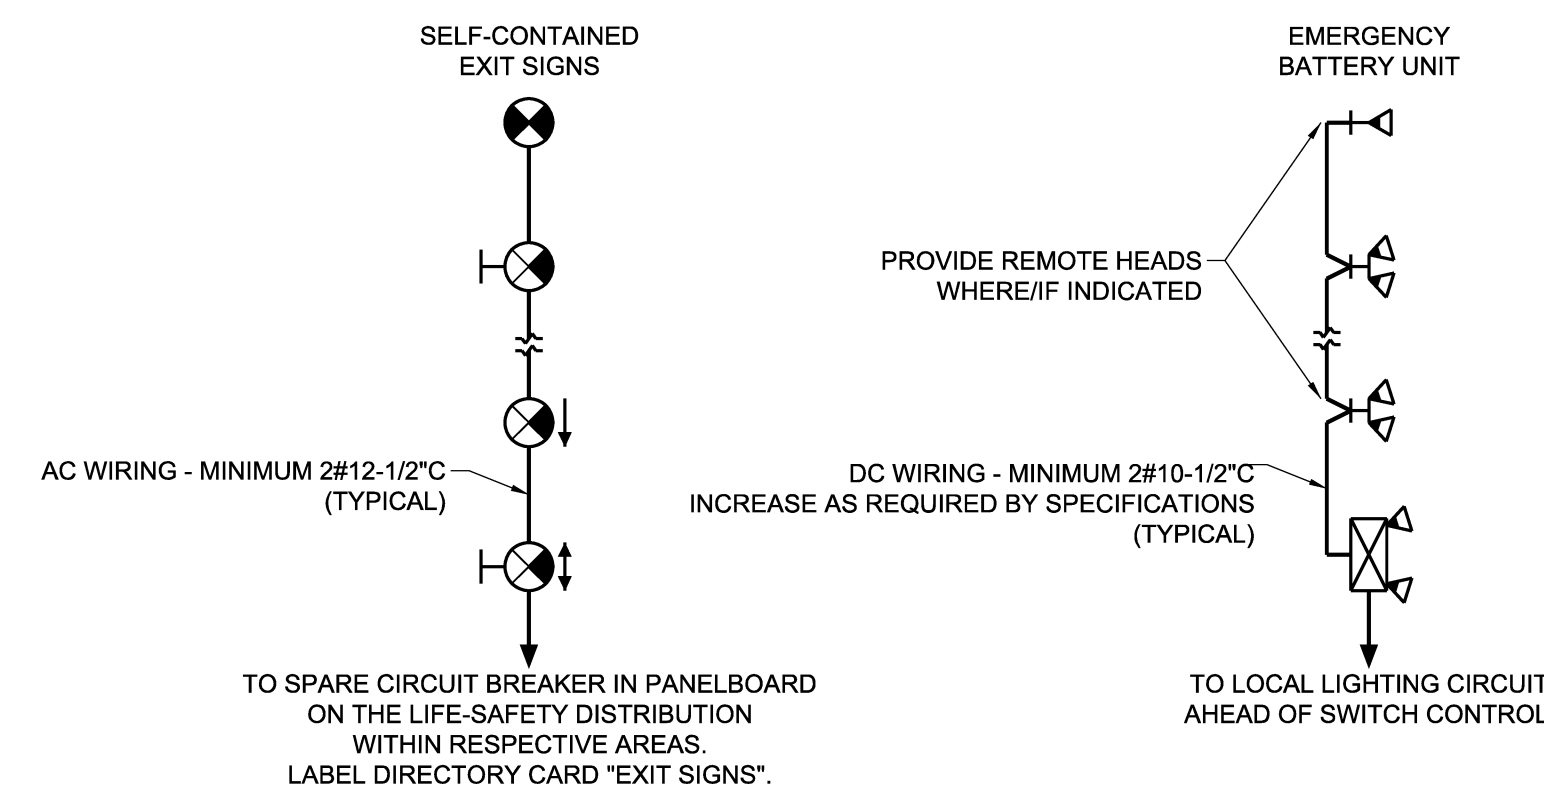 SELF-CONTAINED
EXIT SIGNS
EMERGENCY
BATTERY UNIT
PROVIDE REMOTE HEADS
WHERE/IF INDICATED
AC WIRING - MINIMUM 2#12-1/2"C
(TYPICAL)
DC WIRING - MINIMUM 2#10-1/2"C
INCREASE AS REQUIRED BY SPECIFICATIONS
(TYPICAL)
TO SPARE CIRCUIT BREAKER IN PANELBOARD
ON THE LIFE-SAFETY DISTRIBUTION
WITHIN RESPECTIVE AREAS.
LABEL DIRECTORY CARD "EXIT SIGNS".
TO LOCAL LIGHTING CIRCUIT
AHEAD OF SWITCH CONTROL